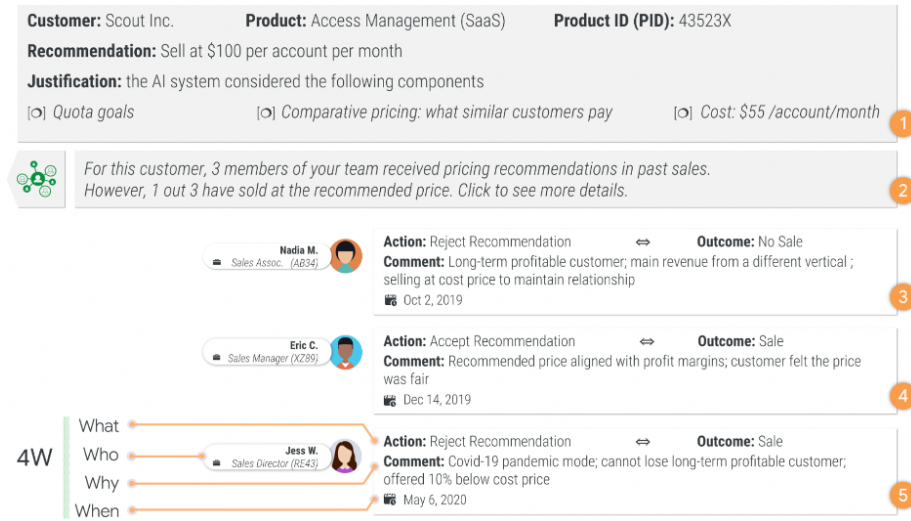 Customer: Scout Inc. Product: Access Management (SaaS) Product ID (PID): 43523X
Recommendation: Sell at $100 per account per month
Justification: the AI system considered the following components
Quota goals Comparative pricing: what similar customers pay Cost: $55 /account/month
1
For this customer, 3 members of your team received pricing recommendations in past sales.
However, 1 out 3 have sold at the recommended price. Click to see more details.
2
Nadia M.
Sales Assoc. (AB34)
Action: Reject Recommendation ⇔ Outcome: No Sale
Comment: Long-term profitable customer; main revenue from a different vertical ;
selling at cost price to maintain relationship
Oct 2, 2019
3
Eric C.
Sales Manager (XZ89)
Action: Accept Recommendation ⇔ Outcome: Sale
Comment: Recommended price aligned with profit margins; customer felt the price
was fair
Dec 14, 2019
4
4W
What
Who
Why
When
Jess W.
Sales Director (RE43)
Action: Reject Recommendation ⇔ Outcome: Sale
Comment: Covid-19 pandemic mode; cannot lose long-term profitable customer;
offered 10% below cost price
May 6, 2020
5